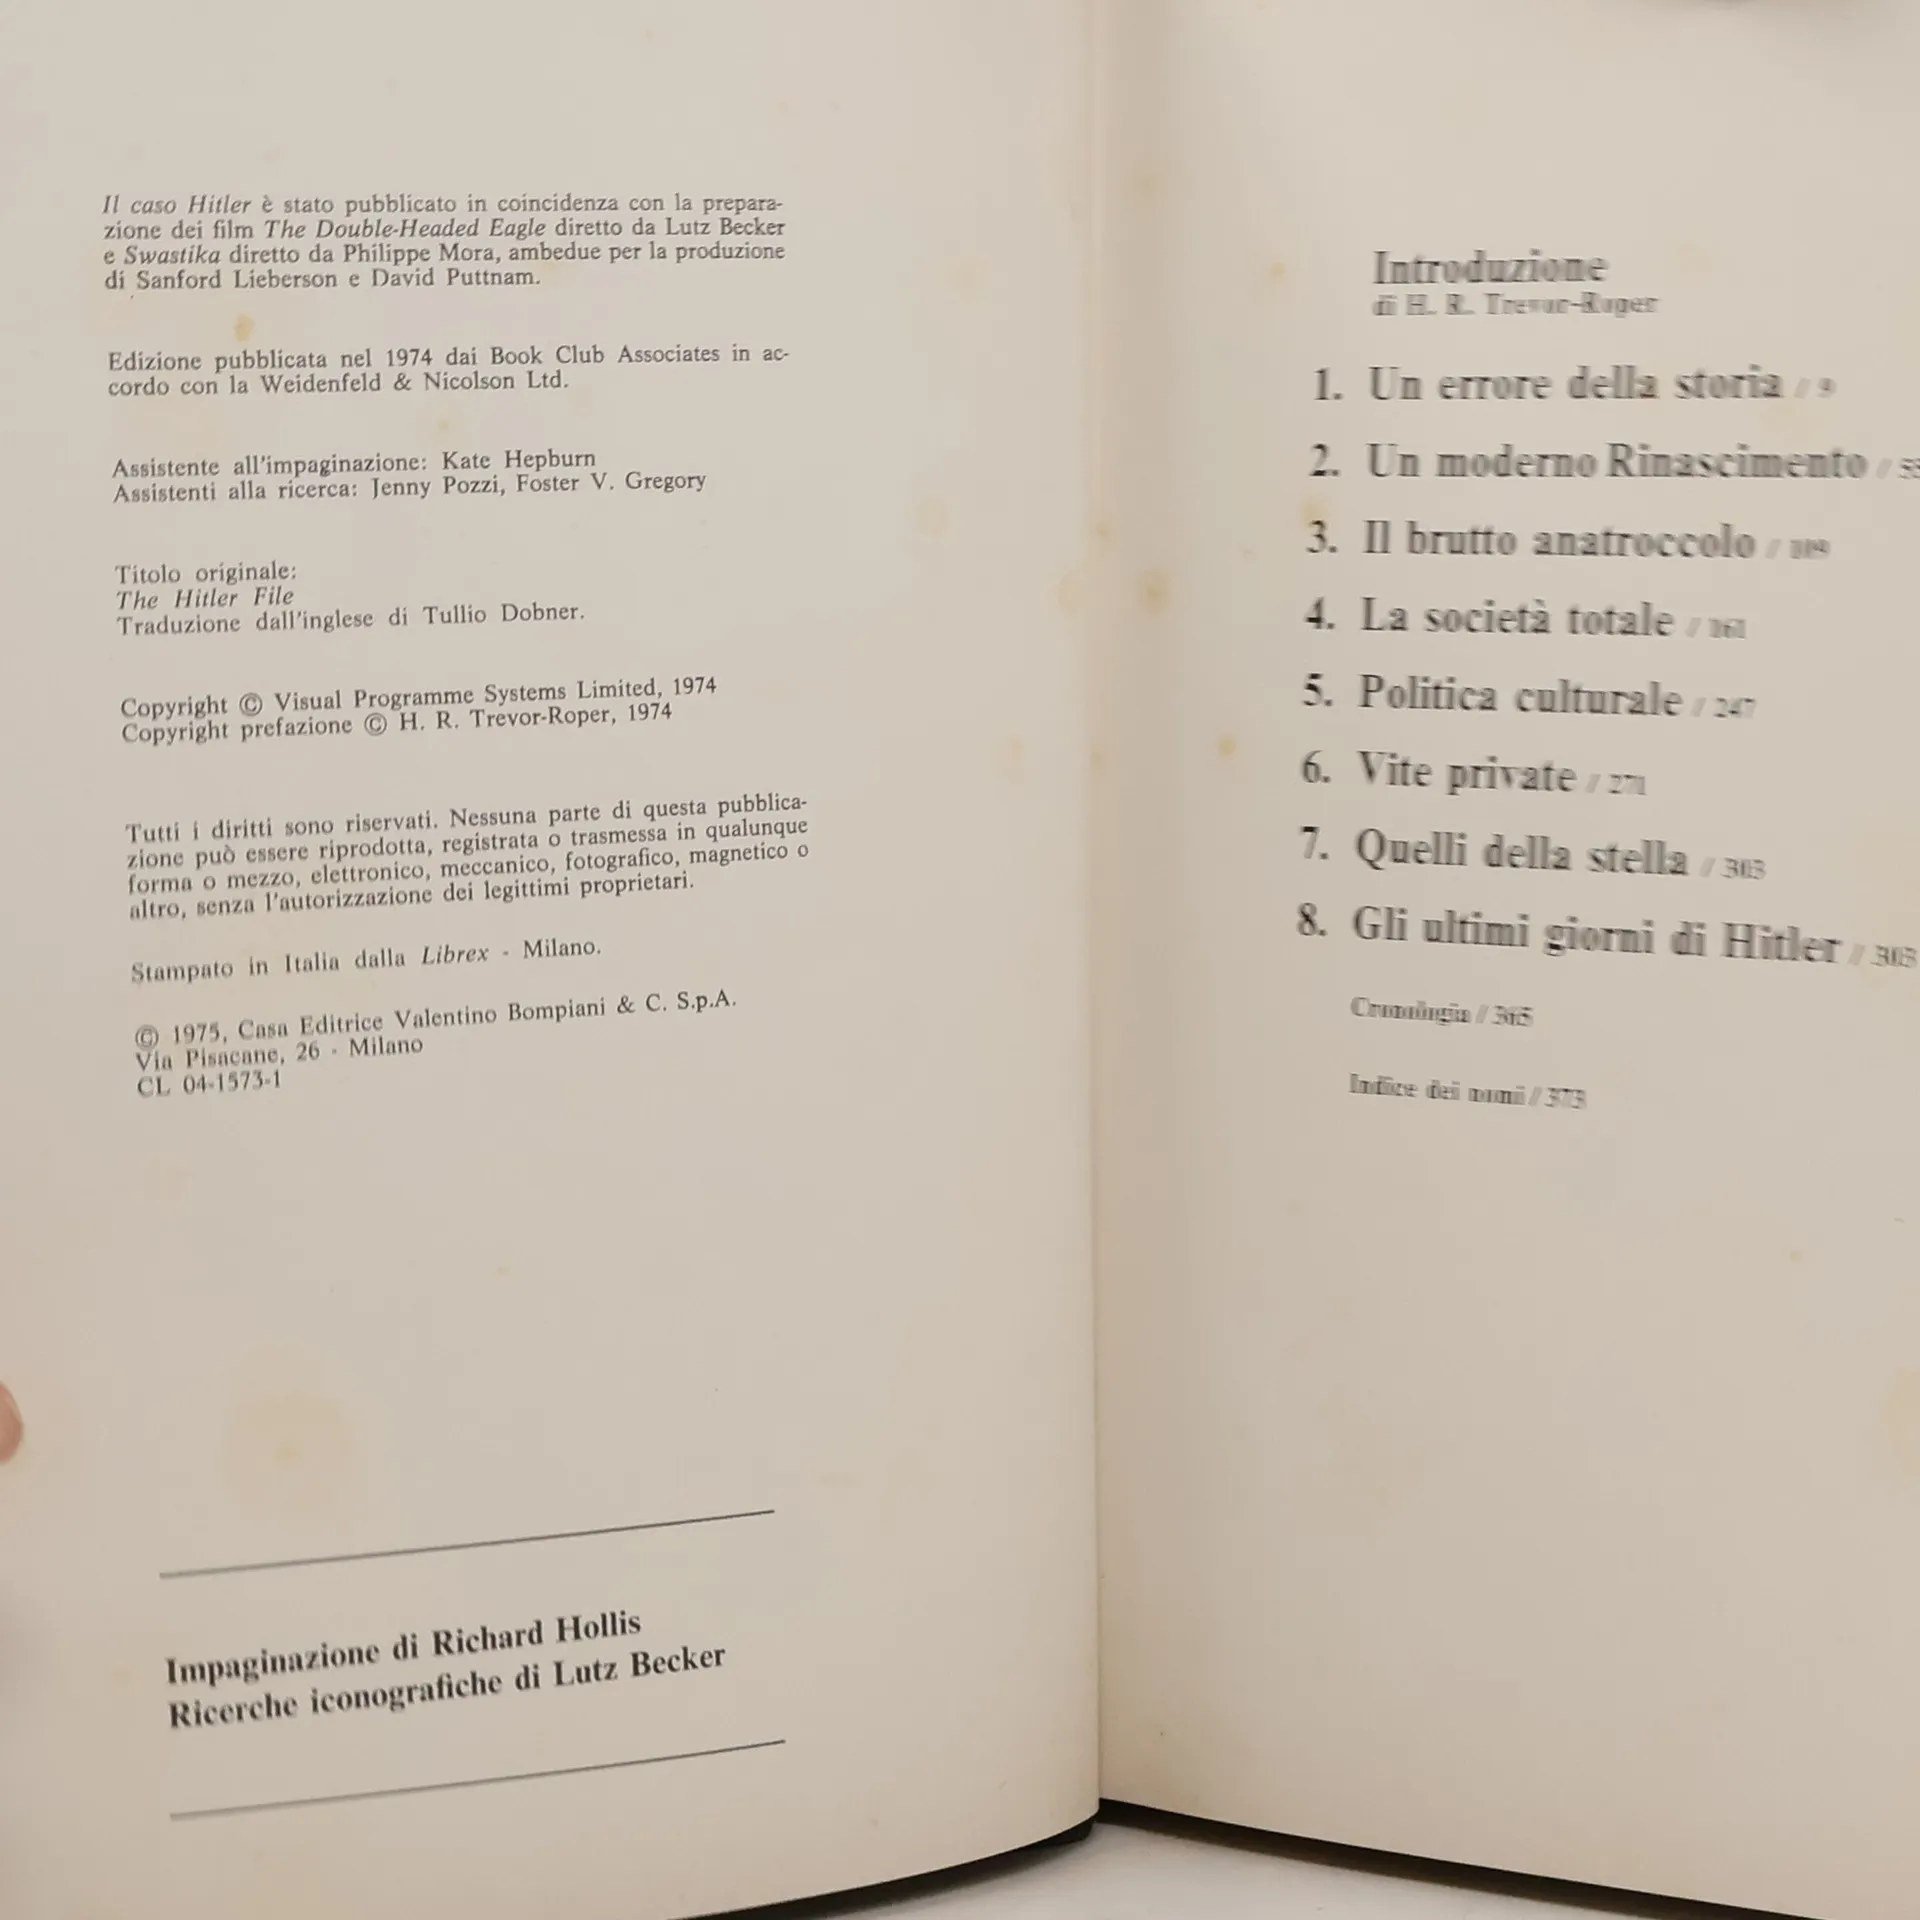 Il caso Hitler è stato pubblicato in coincidenza con la prepara-
zione dei film The Double-Headed Eagle diretto da Lutz Becker
e Swastika diretto da Philippe Mora, ambedue per la produzione
di Sanford Lieberson e David Puttnam.
Edizione pubblicata nel 1974 dai Book Club Associates in ac-
cordo con la Weidenfeld & Nicolson Ltd.
Assistente all'impaginazione: Kate Hepburn
Assistenti alla ricerca: Jenny Pozzi, Foster V. Gregory
Titolo originale:
The Hitler File
Traduzione dall'inglese di Tullio Dobner.
Copyright © Visual Programme Systems Limited, 1974
Copyright prefazione © H. R. Trevor-Roper, 1974
Tutti i diritti sono riservati. Nessuna parte di questa pubblica-
zione può essere riprodotta, registrata o trasmessa in qualunque
forma o mezzo, elettronico, meccanico, fotografico, magnetico o
altro, senza l'autorizzazione dei legittimi proprietari.
Stampato in Italia dalla Librex - Milano.
© 1975, Casa Editrice Valentino Bompiani & C. S.p.A.
Via Pisacane, 26 - Milano
CL 04-1573-1
Impaginazione di Richard Hollis
Ricerche iconografiche di Lutz Becker
Introduzione
di H. R. Trevor-Roper
1. Un errore della storia / 9
2. Un moderno Rinascimento /
3. Il brutto anatroccolo /
4. La società totale / 161
5. Politica culturale / 247
6. Vite private / 271
7. Quelli della stella / 303
8. Gli ultimi giorni di Hitler /
Cronologia / 365
Indice dei nomi / 373